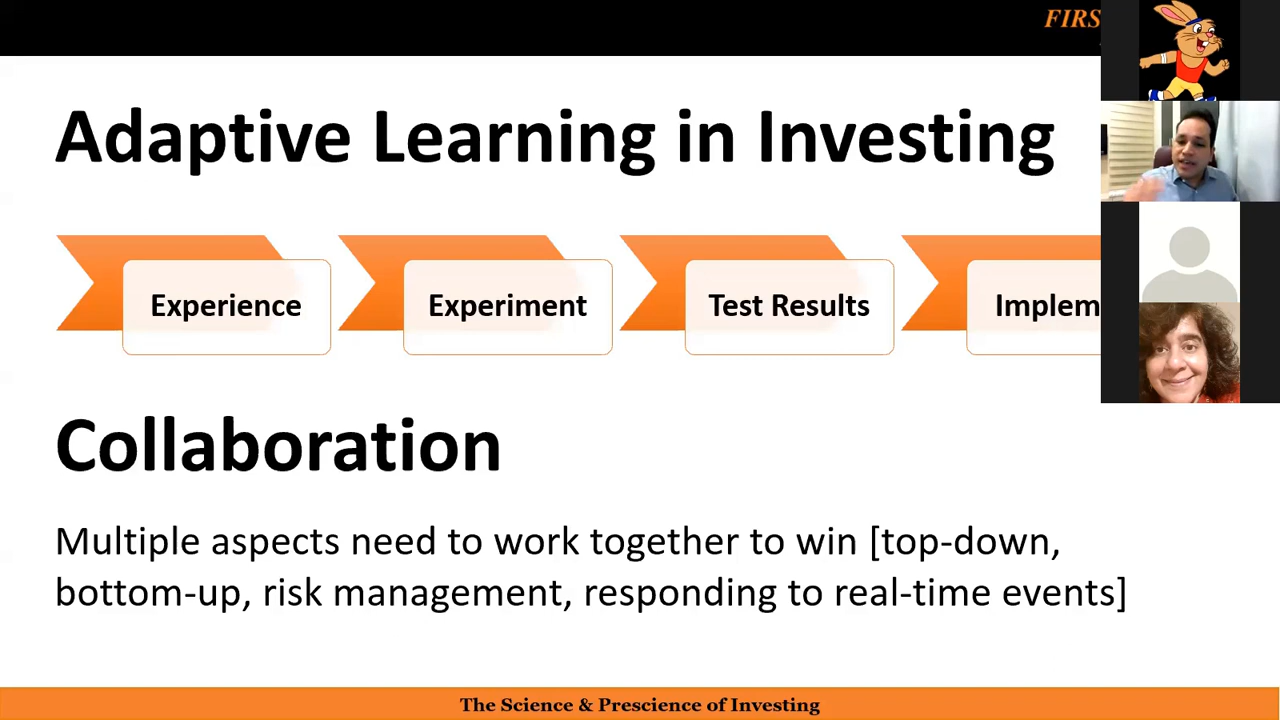 FIRS
Adaptive Learning in Investing
Experience
Experiment
Test Results
Implem
Collaboration
Multiple aspects need to work together to win [top-down,
bottom-up, risk management, responding to real-time events]
The Science & Prescience of Investing